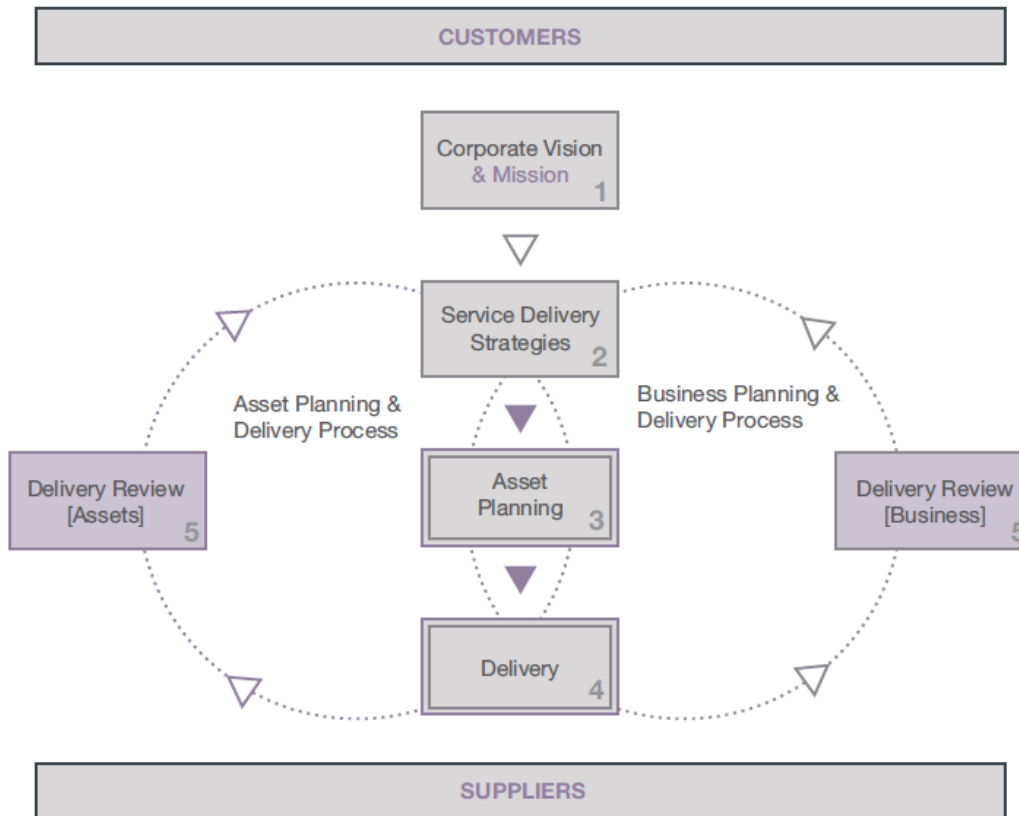 CUSTOMERS
Corporate Vision
& Mission
1
Service Delivery
Strategies
2
Asset Planning &
Delivery Process
Business Planning &
Delivery Process
Delivery Review
[Assets]
5
Asset
Planning
3
Delivery Review
[Business]
5
Delivery
4
SUPPLIERS